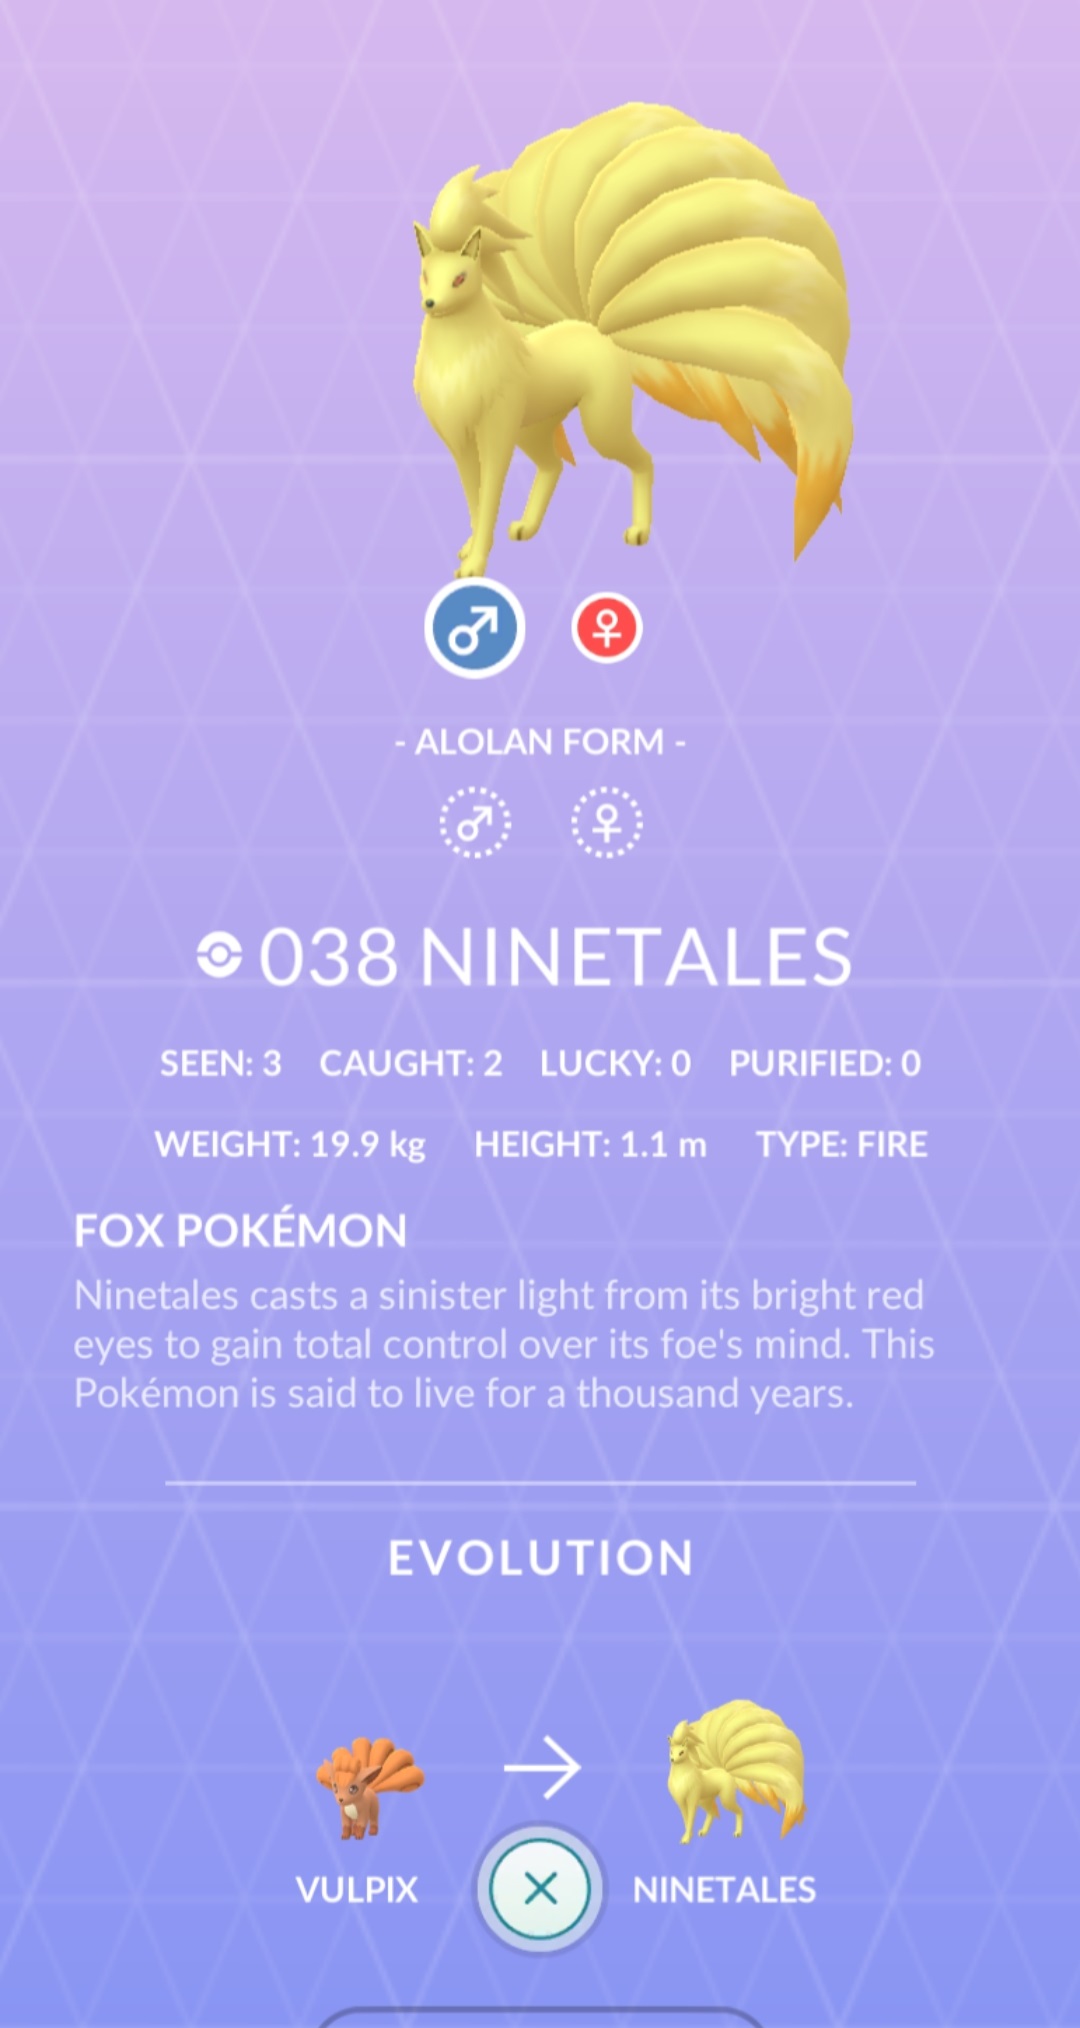 - ALOLAN FORM -
038 NINETALES
SEEN: 3 CAUGHT: 2 LUCKY: 0 PURIFIED: 0
WEIGHT: 19.9 kg HEIGHT: 1.1 m TYPE: FIRE
FOX POKÉMON
Ninetales casts a sinister light from its bright red
eyes to gain total control over its foe's mind. This
Pokémon is said to live for a thousand years.
EVOLUTION
VULPIX NINETALES